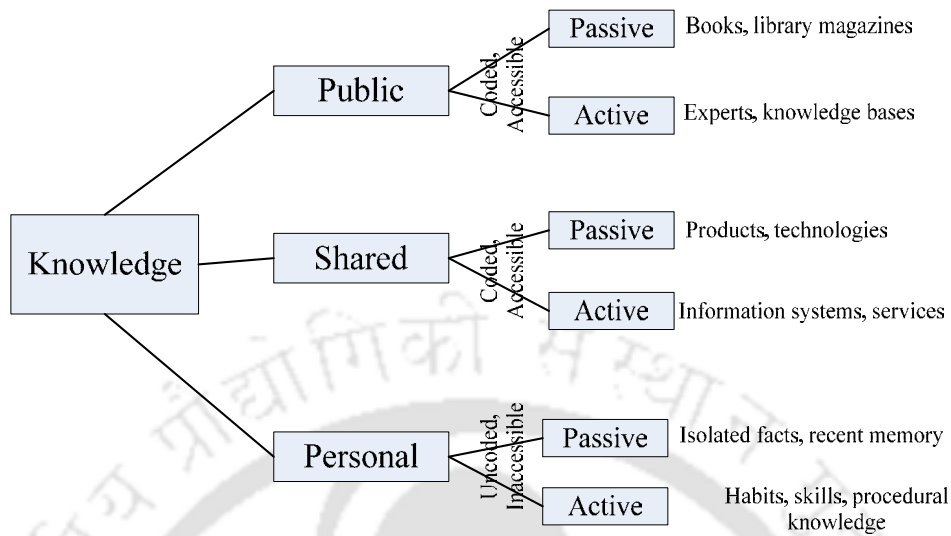 Knowledge
Public
Coded,
Accessible
Passive
Books, library magazines
Active
Experts, knowledge bases
Shared
Coded,
Accessible
Passive
Products, technologies
Active
Information systems, services
Personal
Uncoded,
Inaccessible
Passive
Isolated facts, recent memory
Active
Habits, skills, procedural
knowledge
प्रौद्योगिकी संस्थान